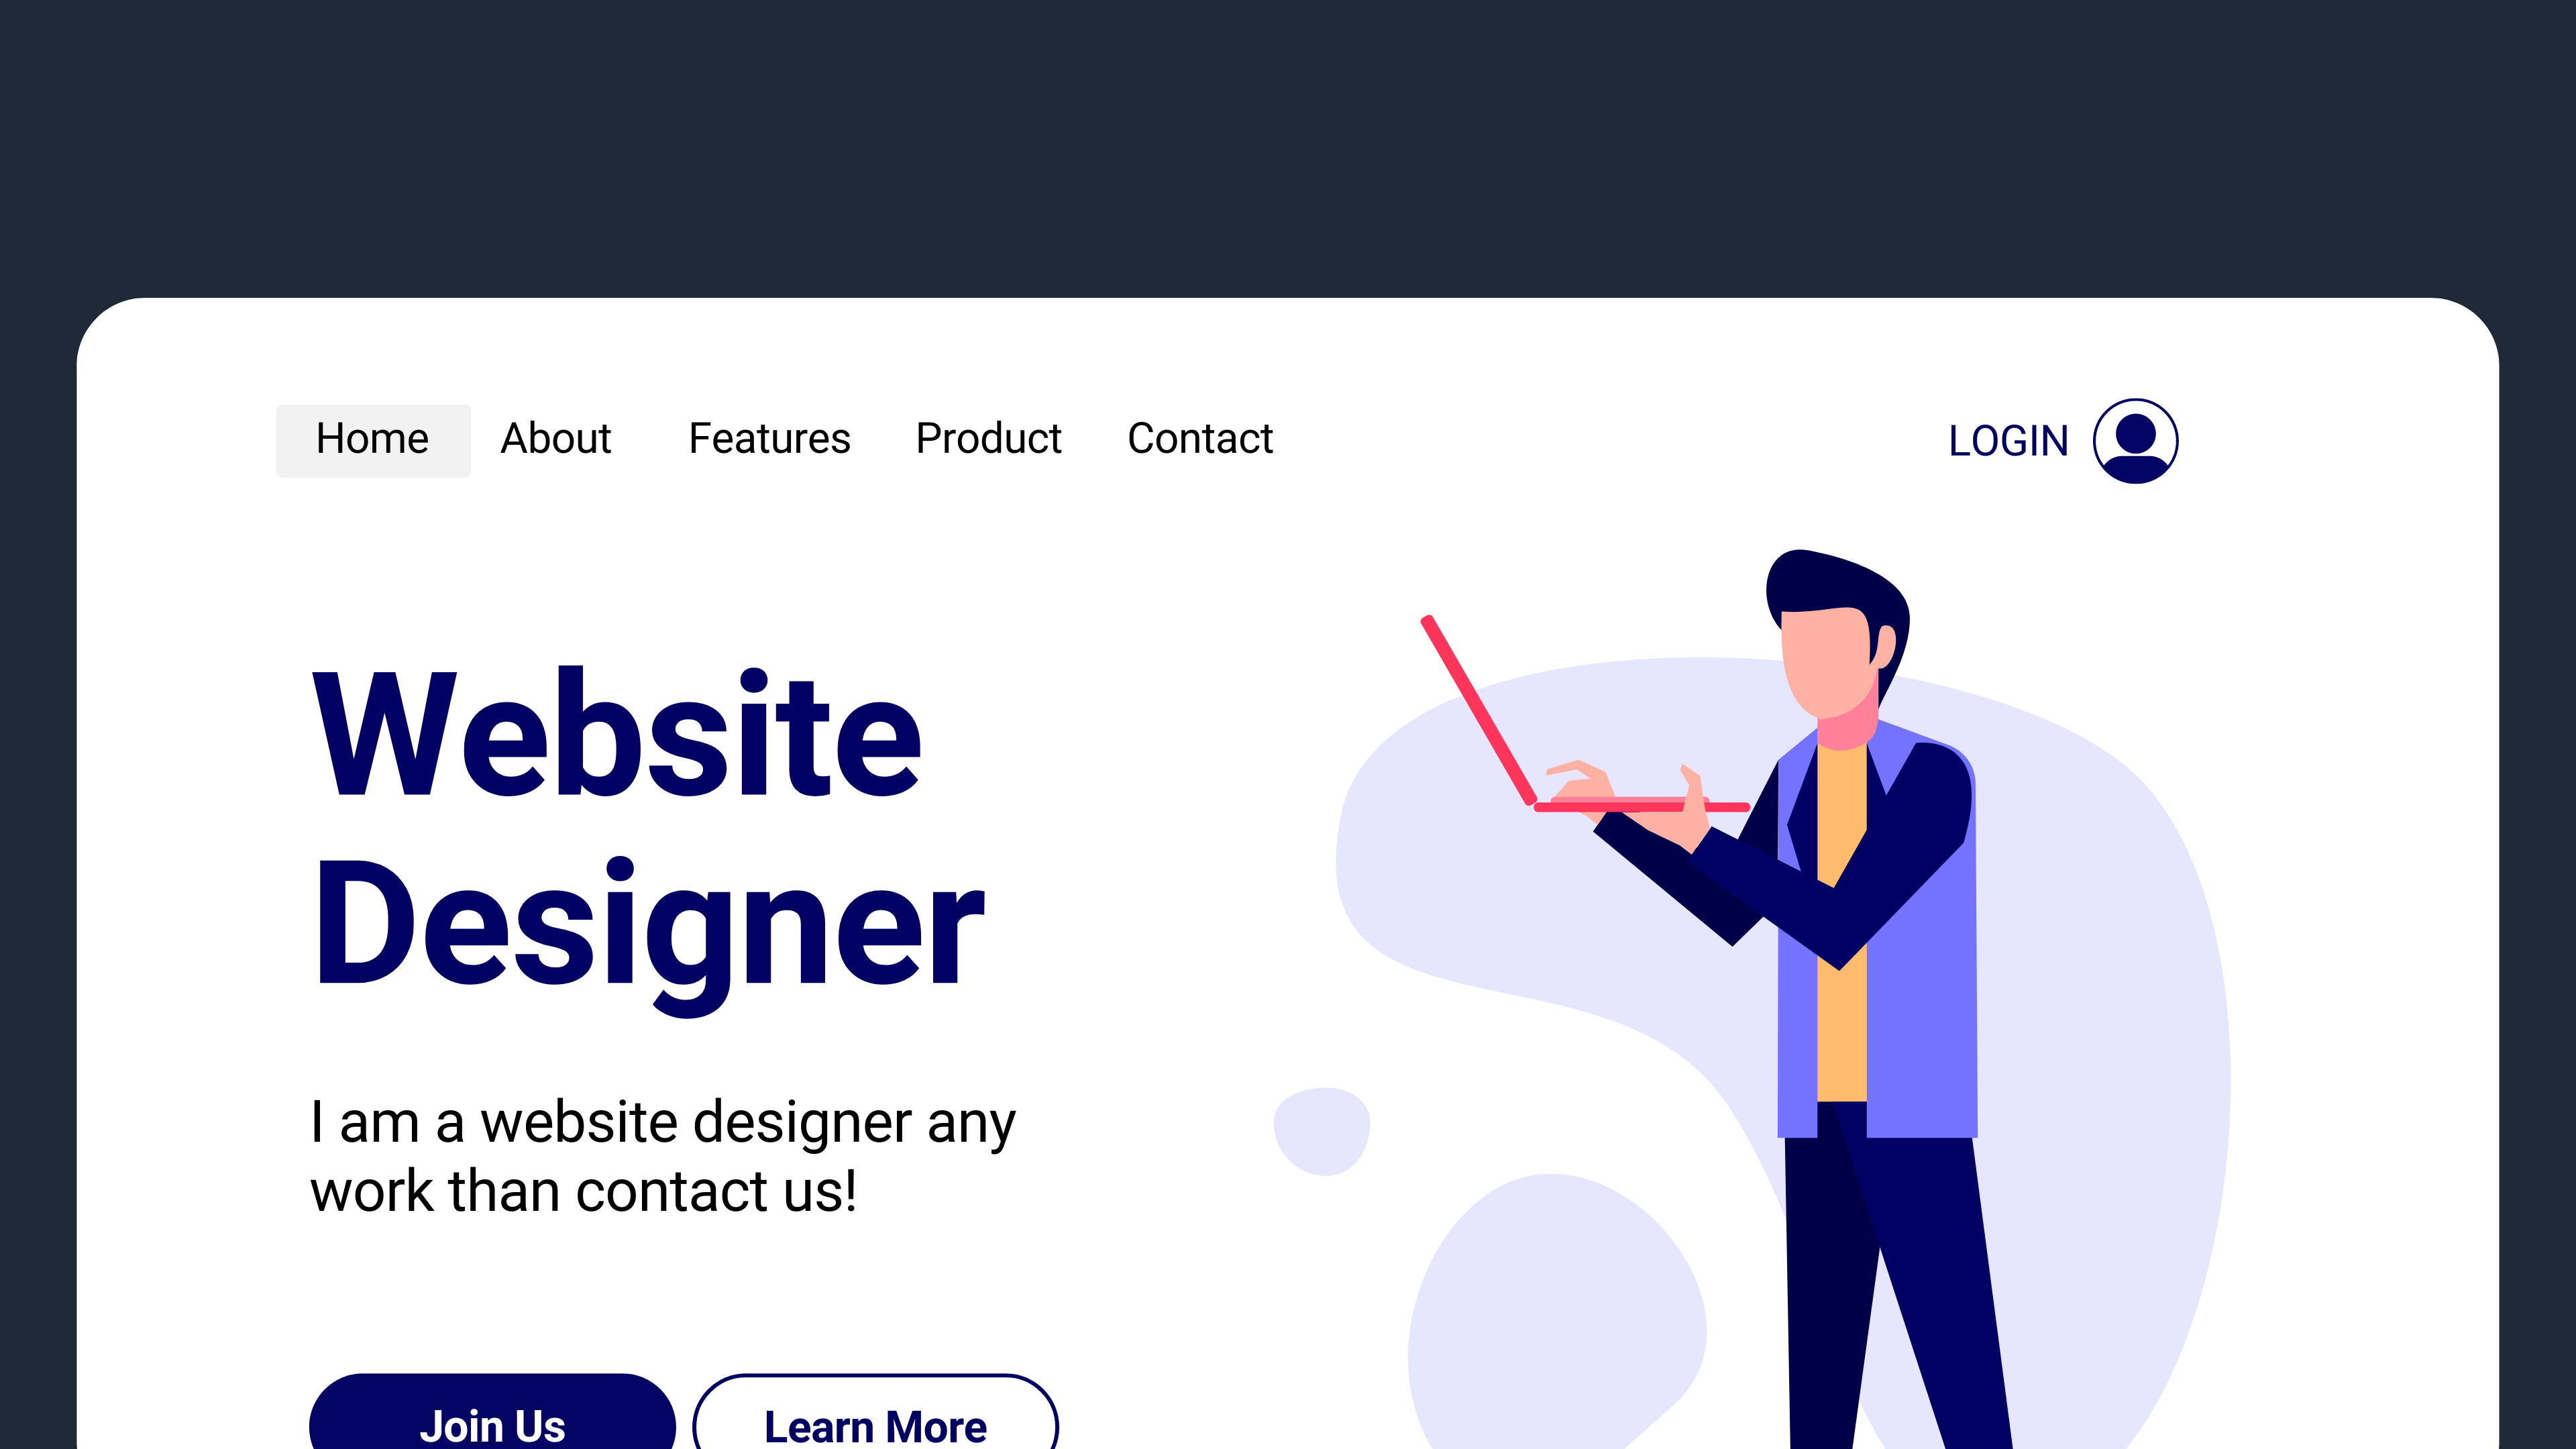 Home About Features Product Contact LOGIN
Website
Designer
I am a website designer any
work than contact us!
Join Us Learn More